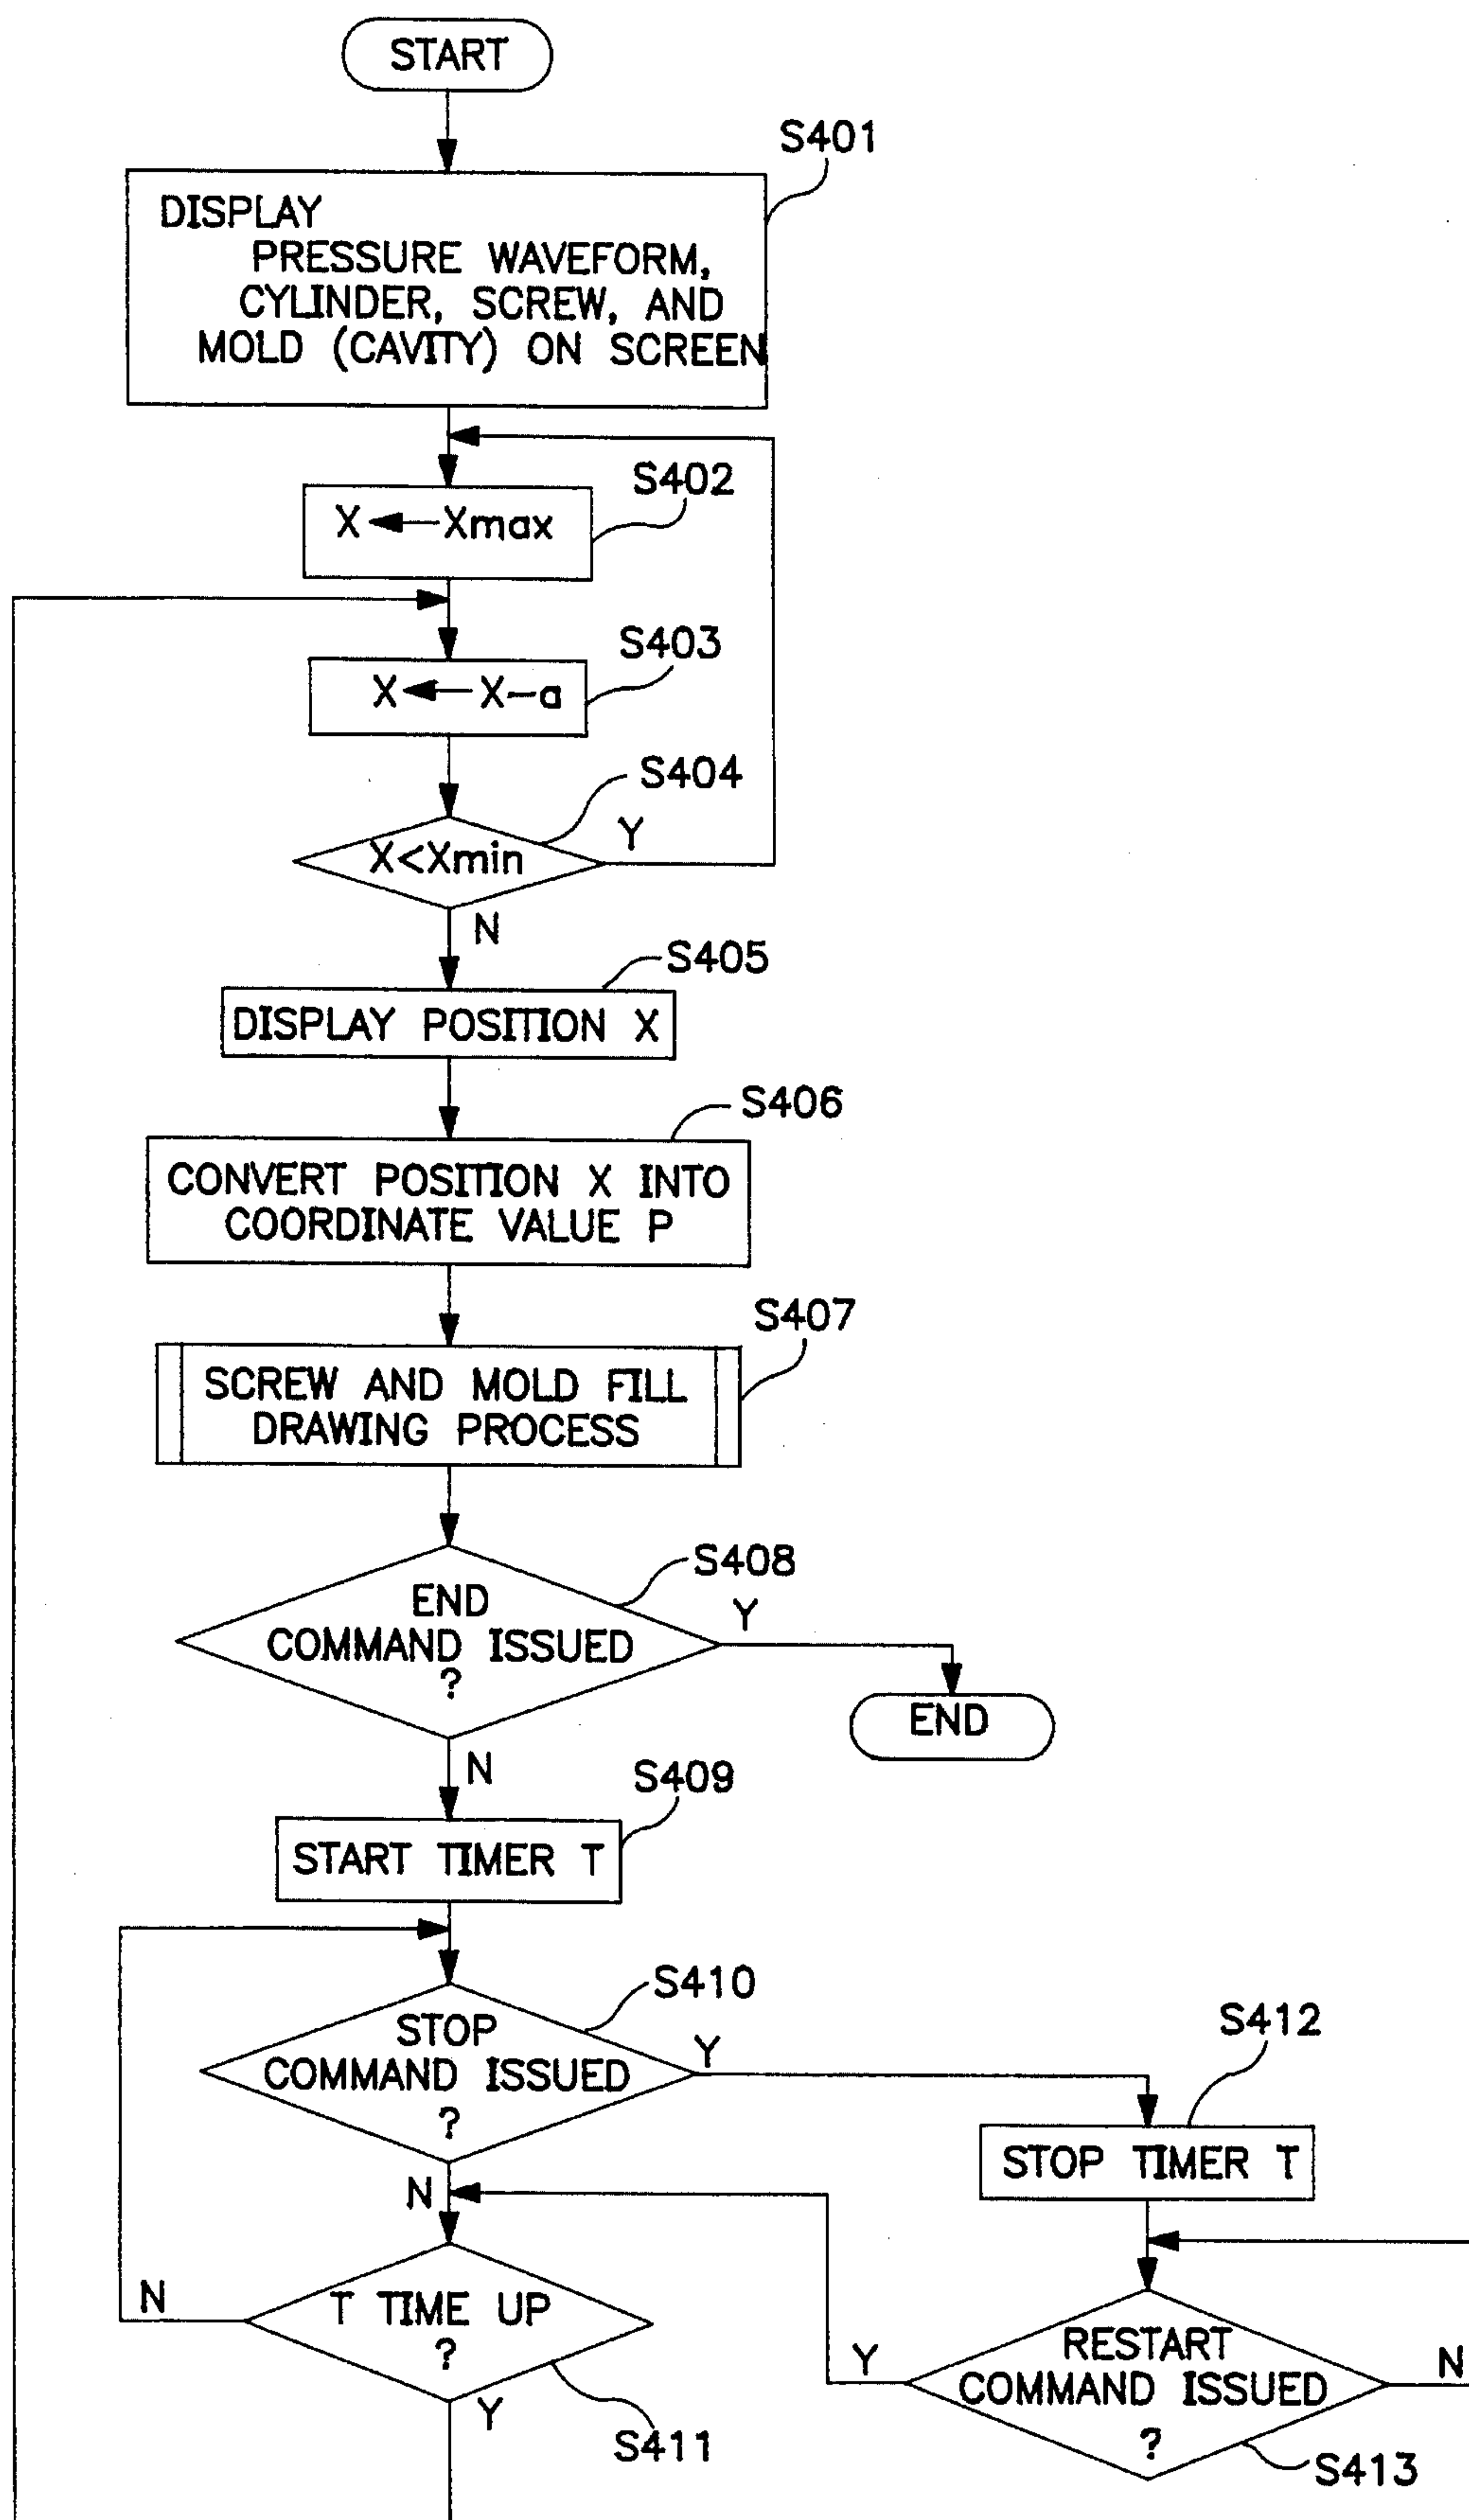 START
S401
DISPLAY
PRESSURE WAVEFORM,
CYLINDER, SCREW, AND
MOLD (CAVITY) ON SCREEN
S402
X ← Xmax
S403
X ← X-a
S404
X<Xmin
Y
N
S405
DISPLAY POSITION X
S406
CONVERT POSITION X INTO
COORDINATE VALUE P
S407
SCREW AND MOLD FILL
DRAWING PROCESS
S408
END
COMMAND ISSUED
?
Y
END
N
S409
START TIMER T
S410
STOP
COMMAND ISSUED
?
Y
S412
STOP TIMER T
N
T TIME UP
?
N
Y
S411
RESTART
COMMAND ISSUED
?
Y
N
S413